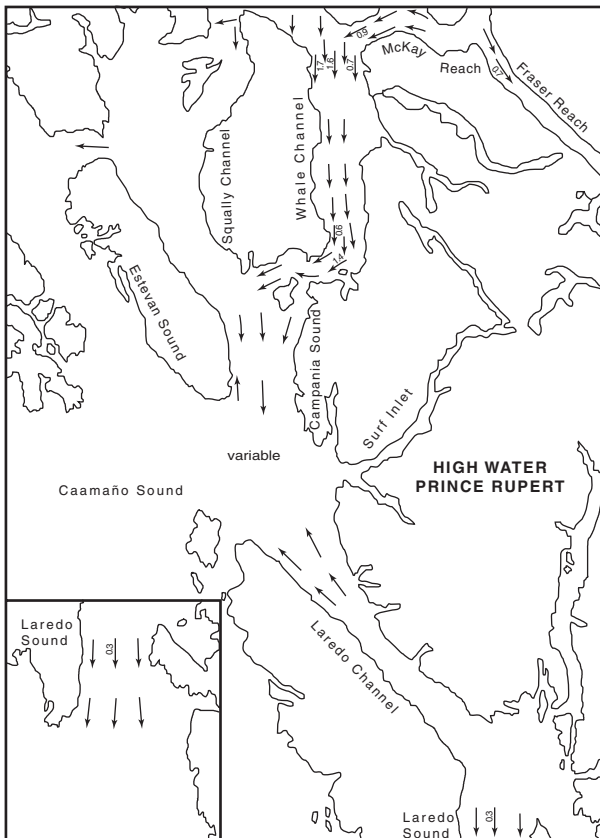 0.9
McKay
Reach
0.7
Fraser Reach
1.7
1.6
0.7
Squally Channel
Whale Channel
0.6
1.4
Estevan Sound
Campania Sound
Surf Inlet
variable
HIGH WATER
PRINCE RUPERT
Caamaño Sound
Laredo
Sound
0.3
Laredo Channel
Laredo
Sound
0.3